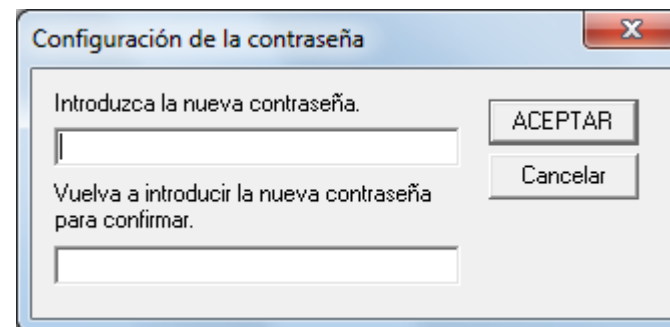 Configuración de la contraseña
Introduzca la nueva contraseña.
ACEPTAR
Cancelar
Vuelva a introducir la nueva contraseña
para confirmar.